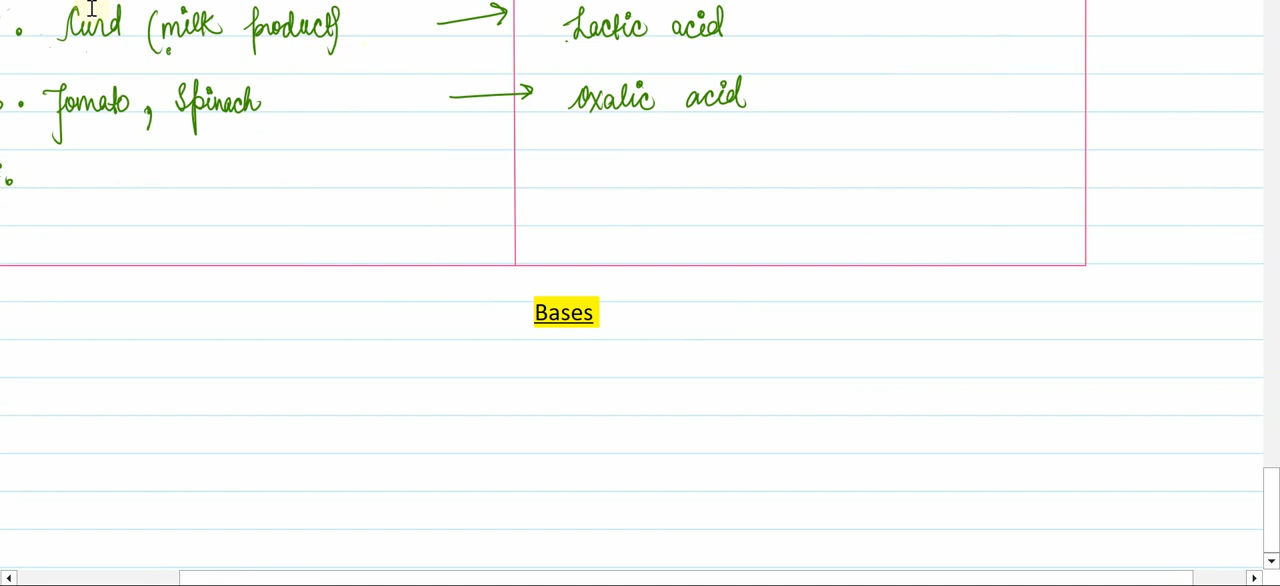 . Curd (milk product) → Lactic acid
. Tomato, Spinach → Oxalic acid
Bases